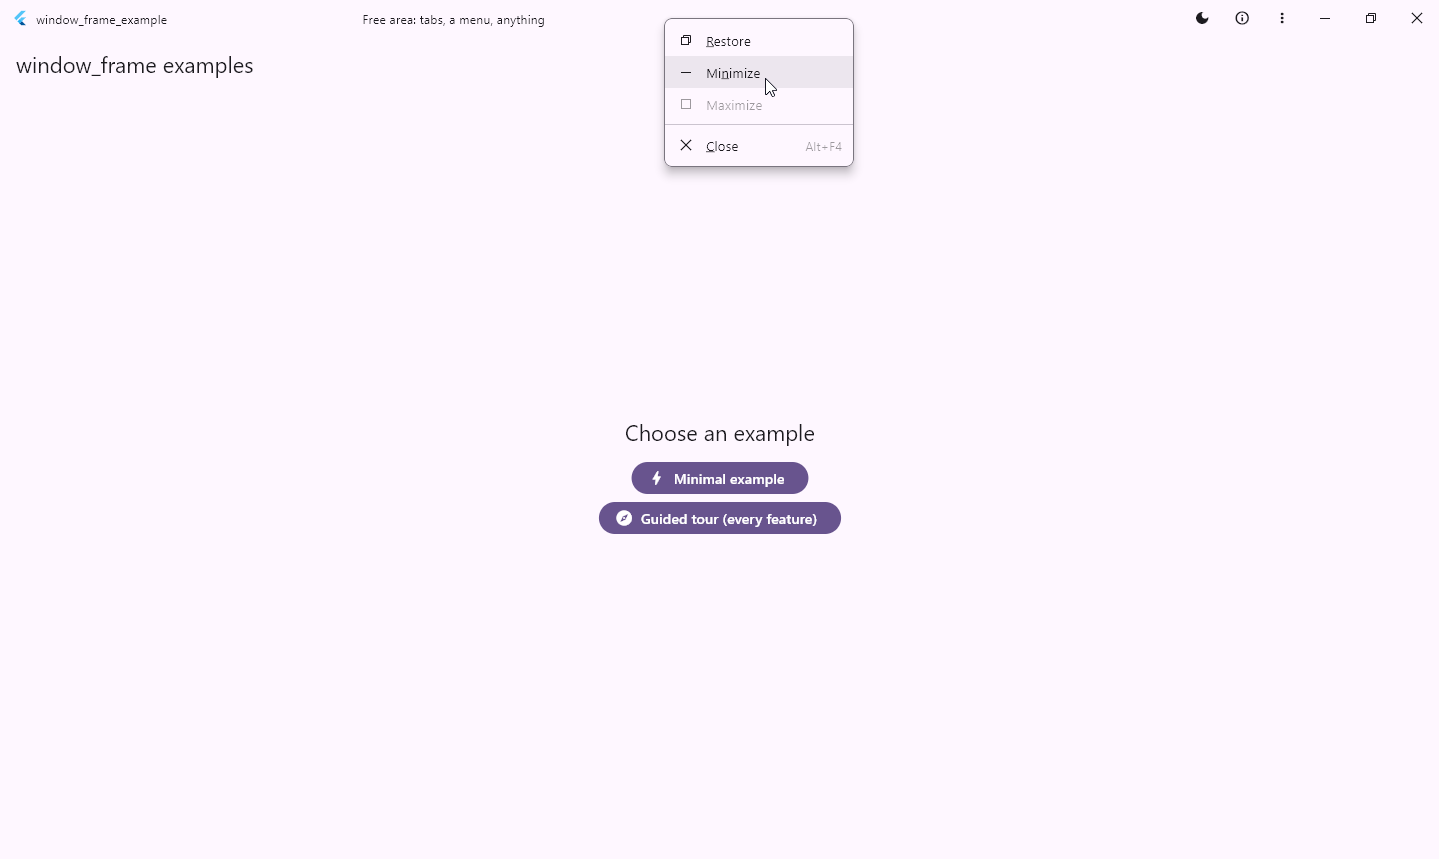 window_frame_example
Free area: tabs, a menu, anything
window_frame examples
Restore
Minimize
Maximize
Close Alt+F4
Choose an example
Minimal example
Guided tour (every feature)